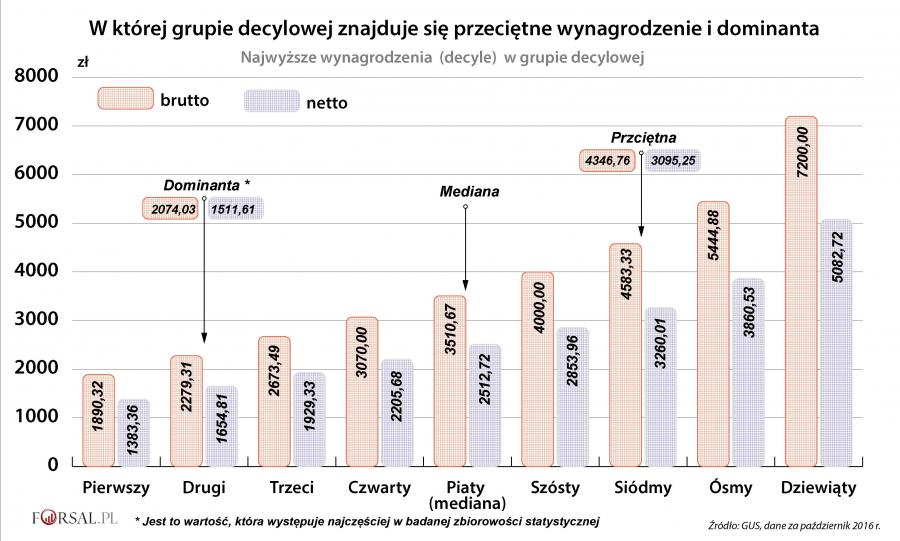 W której grupie decylowej znajduje się przeciętne wynagrodzenie i dominanta
Najwyższe wynagrodzenia (decyle) w grupie decylowej
zł
8000
7000
6000
5000
4000
3000
2000
1000
0
brutto
netto
Dominanta *
2074,03 1511,61
Mediana
Przciętna
4346,76 3095,25
1890,32 1383,36
2279,31 1654,81
2673,49 1929,33
3070,00 2205,68
3510,67 2512,72
4000,00 2853,96
4583,33 3260,01
5444,88 3860,53
7200,00 5082,72
Pierwszy Drugi Trzeci Czwarty Piaty Szósty Siódmy Ósmy Dziewiąty
(mediana)
FORSAL.PL
* Jest to wartość, która występuje najczęściej w badanej zbiorowości statystycznej
Źródło: GUS, dane za październik 2016 r.